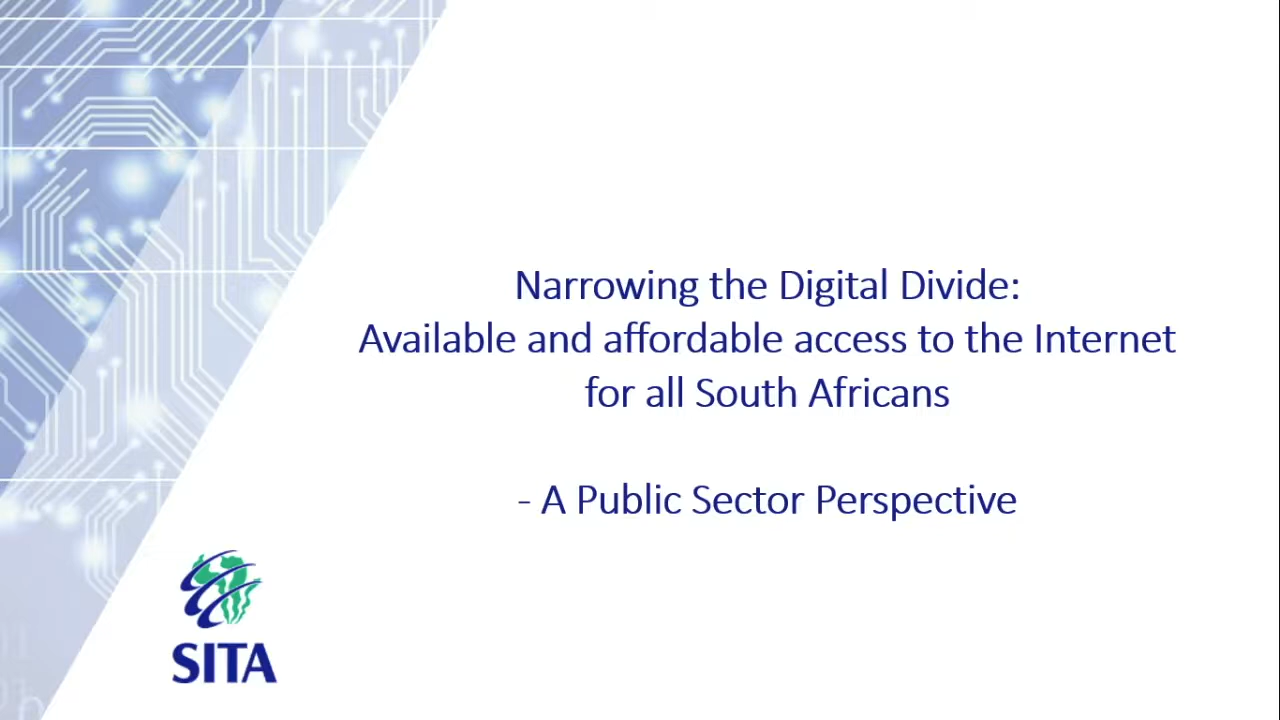 Narrowing the Digital Divide:
Available and affordable access to the Internet
for all South Africans
- A Public Sector Perspective
SITA